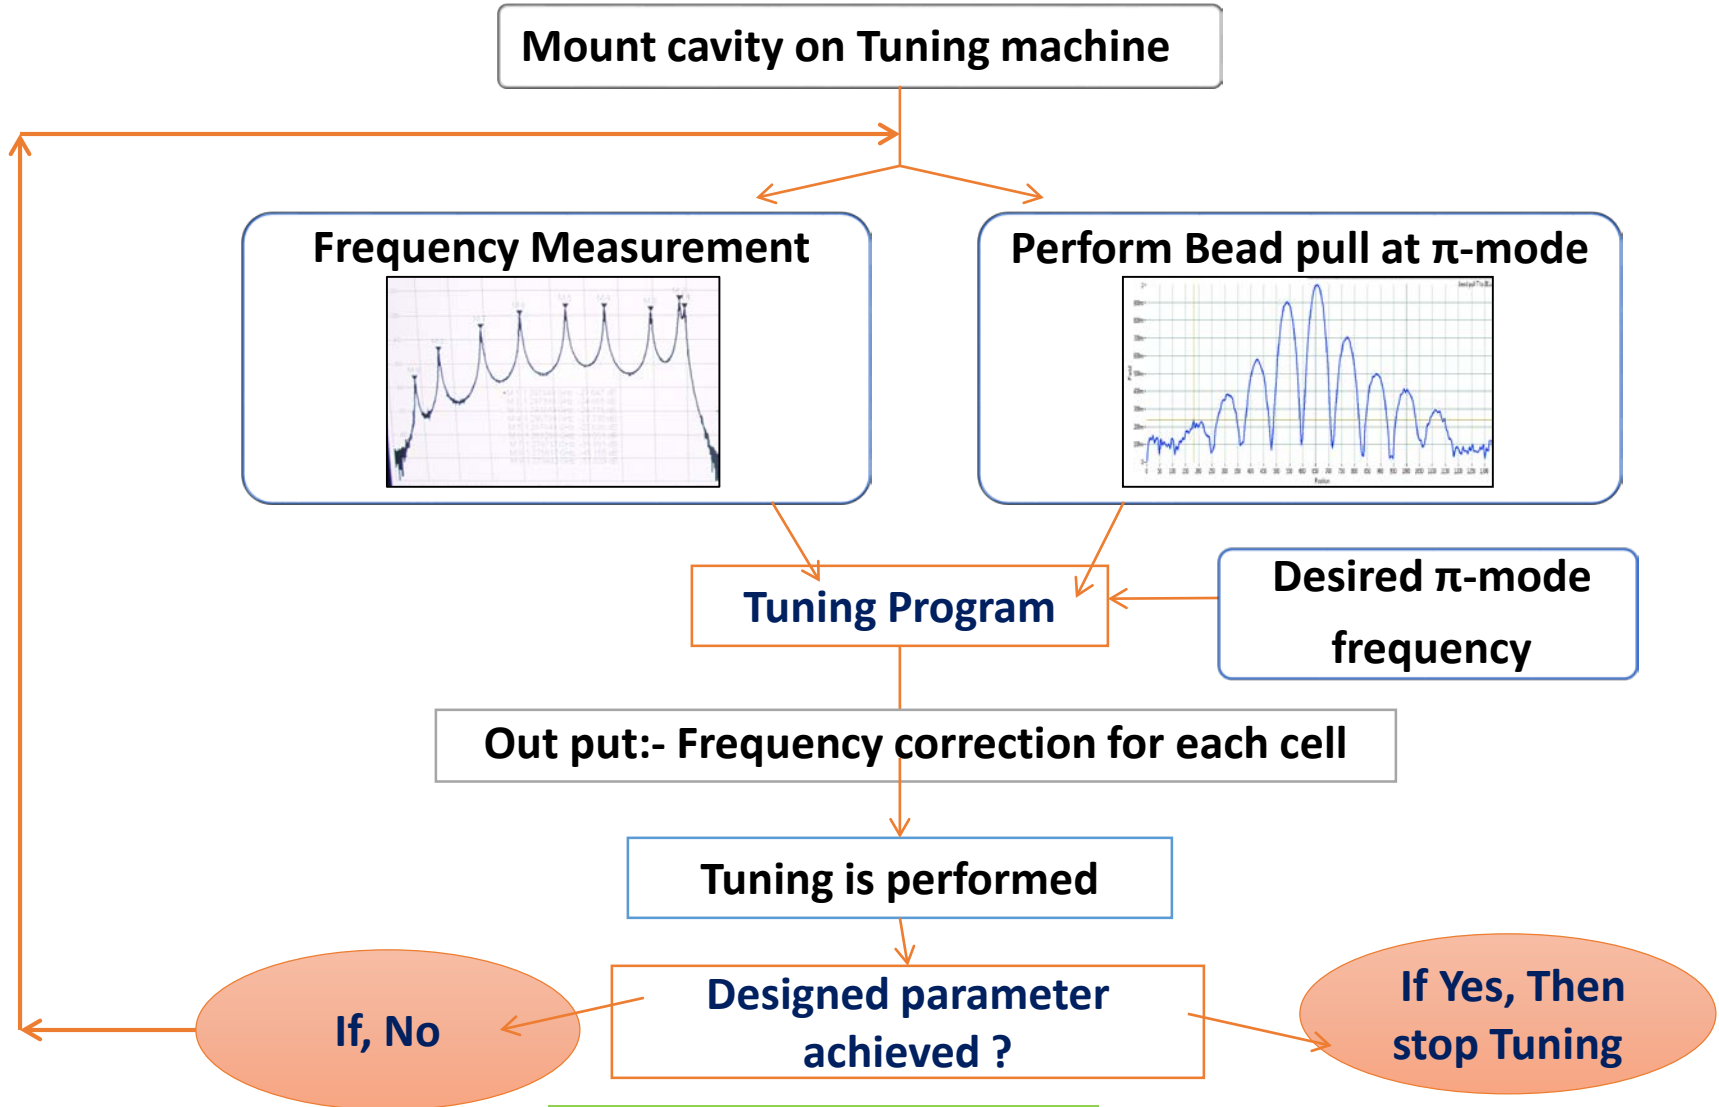 Mount cavity on Tuning machine
Frequency Measurement
Perform Bead pull at π-mode
Position
Tuning Program
Desired π-mode
frequency
Out put:- Frequency correction for each cell
Tuning is performed
Designed parameter
achieved ?
If, No
If Yes, Then
stop Tuning